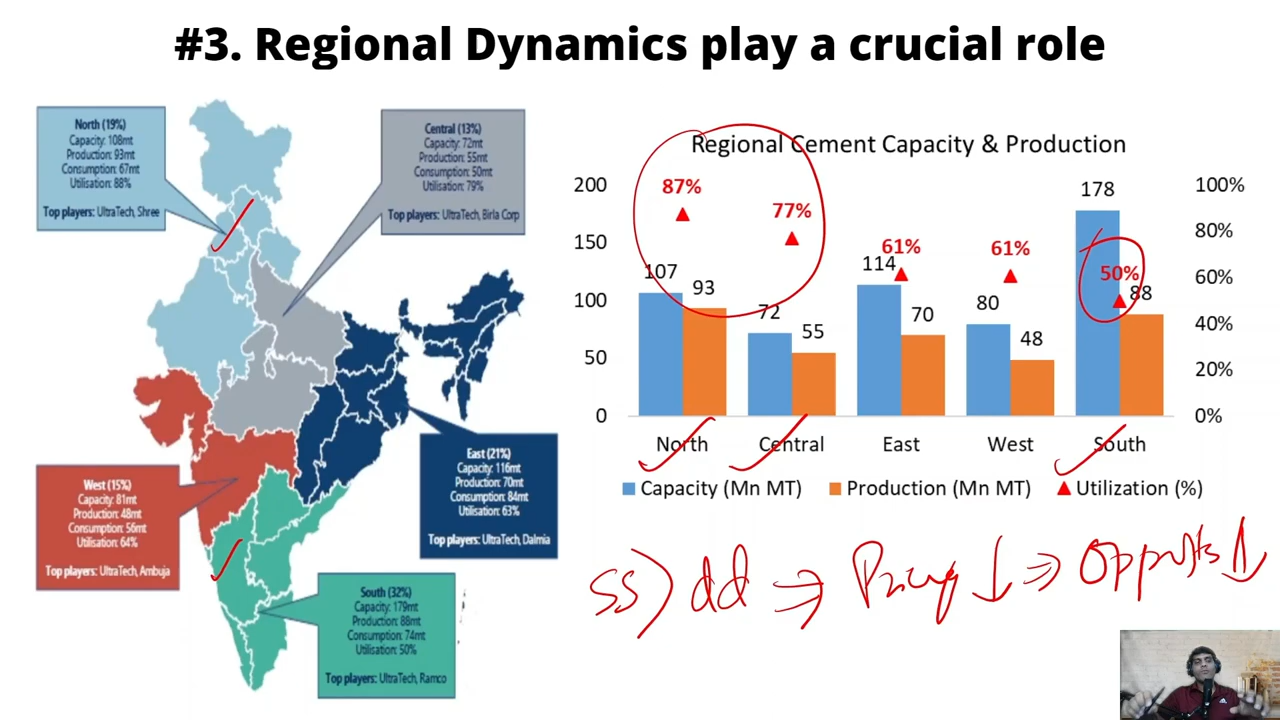 #3. Regional Dynamics play a crucial role
North (19%)
Capacity: 108mt
Production: 93mt
Consumption: 67mt
Utilisation: 88%
Top players: UltraTech, Shree
Central (13%)
Capacity: 72mt
Production: 55mt
Consumption: 50mt
Utilisation: 79%
Top players: UltraTech, Birla Corp
West (15%)
Capacity: 81mt
Production: 48mt
Consumption: 56mt
Utilisation: 64%
Top players: UltraTech, Ambuja
East (21%)
Capacity: 116mt
Production: 70mt
Consumption: 84mt
Utilisation: 63%
Top players: UltraTech, Dalmia
South (32%)
Capacity: 179mt
Production: 88mt
Consumption: 74mt
Utilisation: 50%
Top players: UltraTech, Ramco
Regional Cement Capacity & Production
200 178 100%
87%
77%
150 80%
61% 61%
107 93 114 50% 88 60%
100 72 55 70 80 48 40%
50 20%
0 0%
North Central East West South
Capacity (Mn MT) Production (Mn MT) Utilization (%)
SS > dd ⇒ Pricing ↓ ⇒